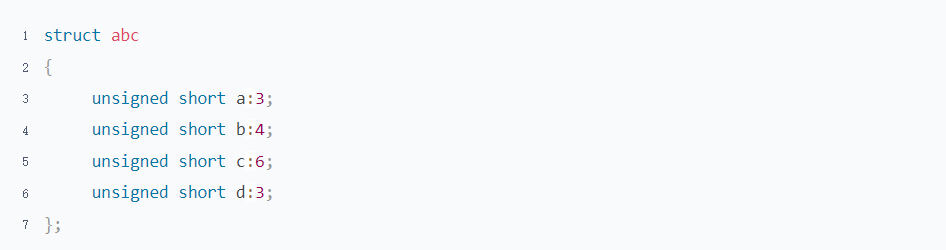 1 struct abc
2 {
3 unsigned short a:3;
4 unsigned short b:4;
5 unsigned short c:6;
6 unsigned short d:3;
7 };